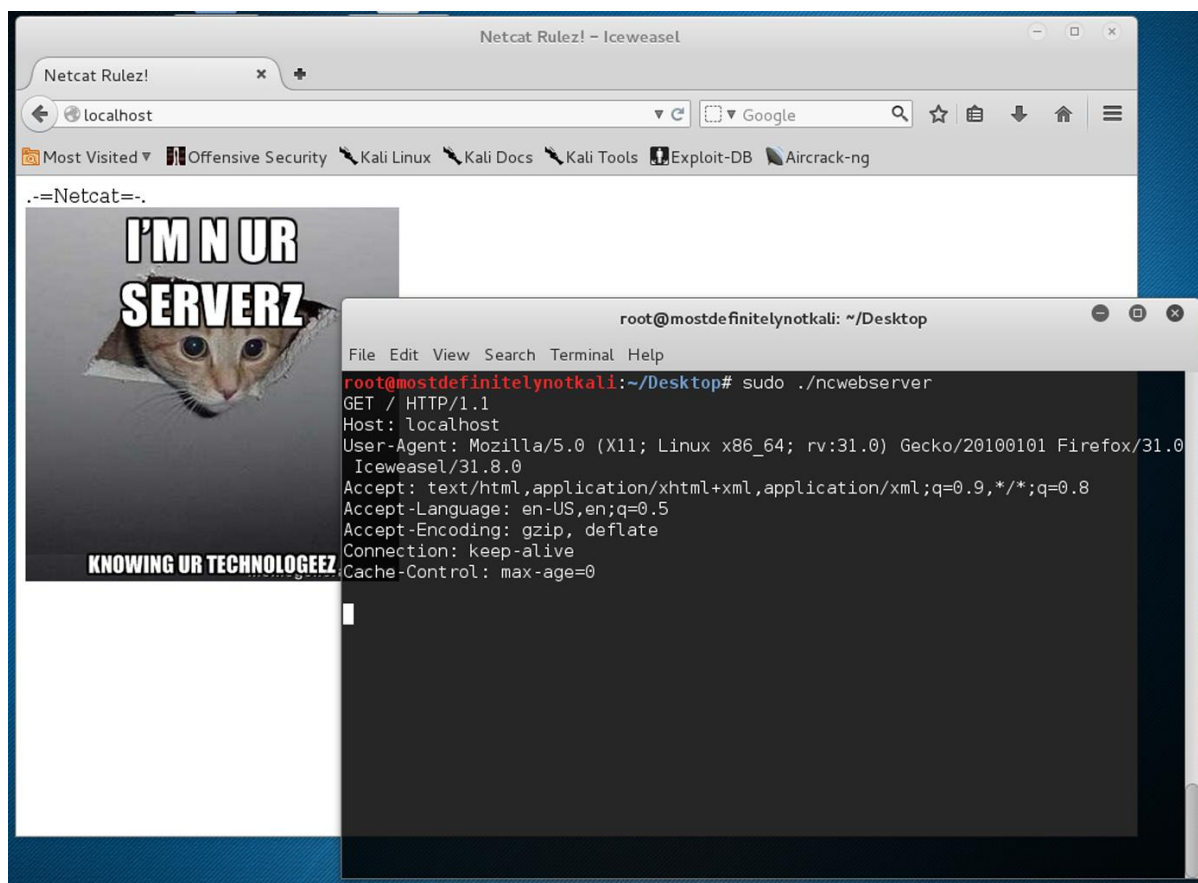 Netcat Rulez! - Iceweasel
Netcat Rulez!
localhost
Google
Most Visited
Offensive Security
Kali Linux
Kali Docs
Kali Tools
Exploit-DB
Aircrack-ng
.-=Netcat=-.
I'M N UR
SERVERZ
KNOWING UR TECHNOLOGEEZ
root@mostdefinitelynotkali: ~/Desktop
File Edit View Search Terminal Help
root@mostdefinitelynotkali:~/Desktop# sudo ./ncwebserver
GET / HTTP/1.1
Host: localhost
User-Agent: Mozilla/5.0 (X11; Linux x86_64; rv:31.0) Gecko/20100101 Firefox/31.0
Iceweasel/31.8.0
Accept: text/html,application/xhtml+xml,application/xml;q=0.9,*/*;q=0.8
Accept-Language: en-US,en;q=0.5
Accept-Encoding: gzip, deflate
Connection: keep-alive
Cache-Control: max-age=0